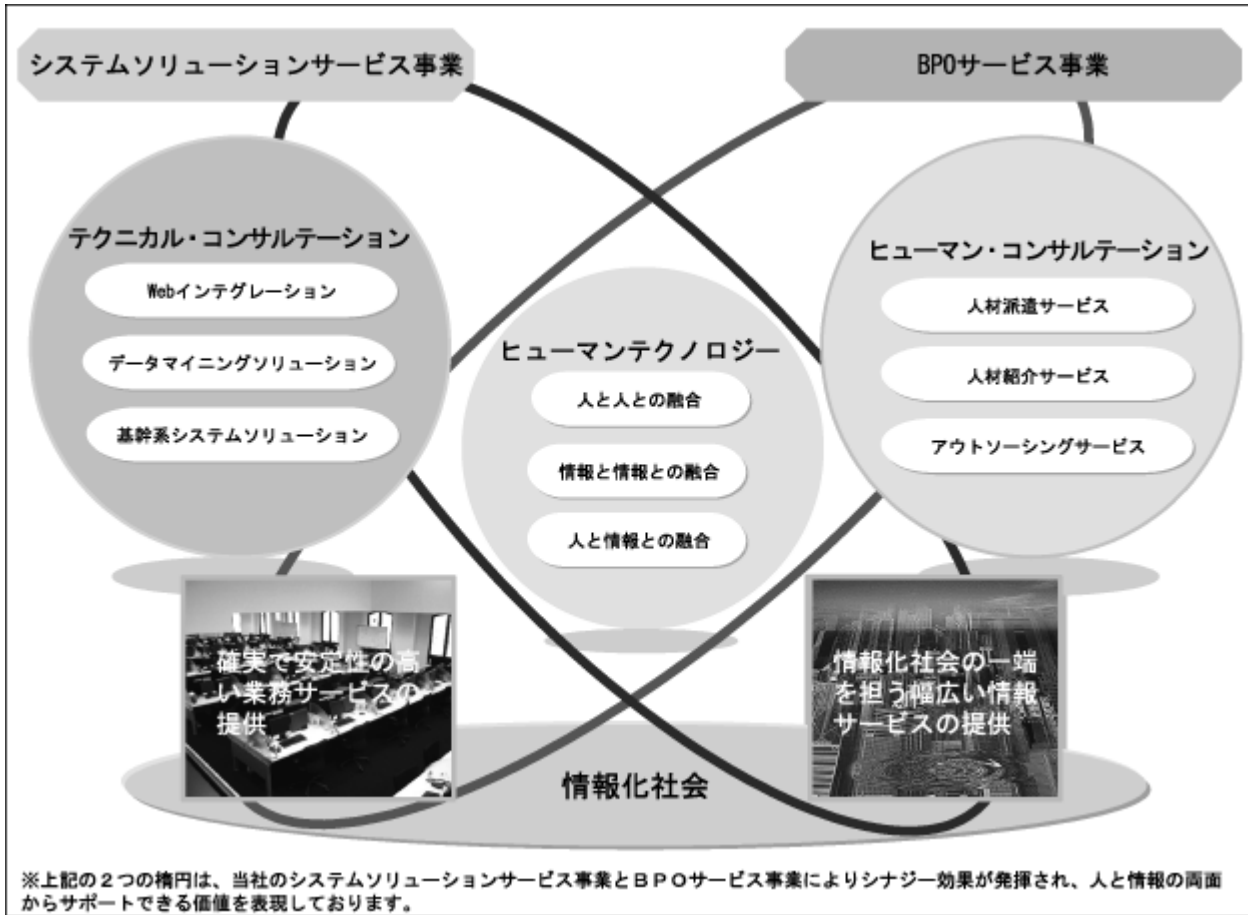 システムソリューションサービス事業
BPOサービス事業
テクニカル・コンサルテーション
Webインテグレーション
データマイニングソリューション
基幹系システムソリューション
ヒューマンテクノロジー
人と人との融合
情報と情報との融合
人と情報との融合
ヒューマン・コンサルテーション
人材派遣サービス
人材紹介サービス
アウトソーシングサービス
確実で安定性の高
い業務サービスの
提供
情報化社会の一端
を担う幅広い情報
サービスの提供
情報化社会
※上記の２つの楕円は、当社のシステムソリューションサービス事業とＢＰＯサービス事業によりシナジー効果が発揮され、人と情報の両面
からサポートできる価値を表現しております。